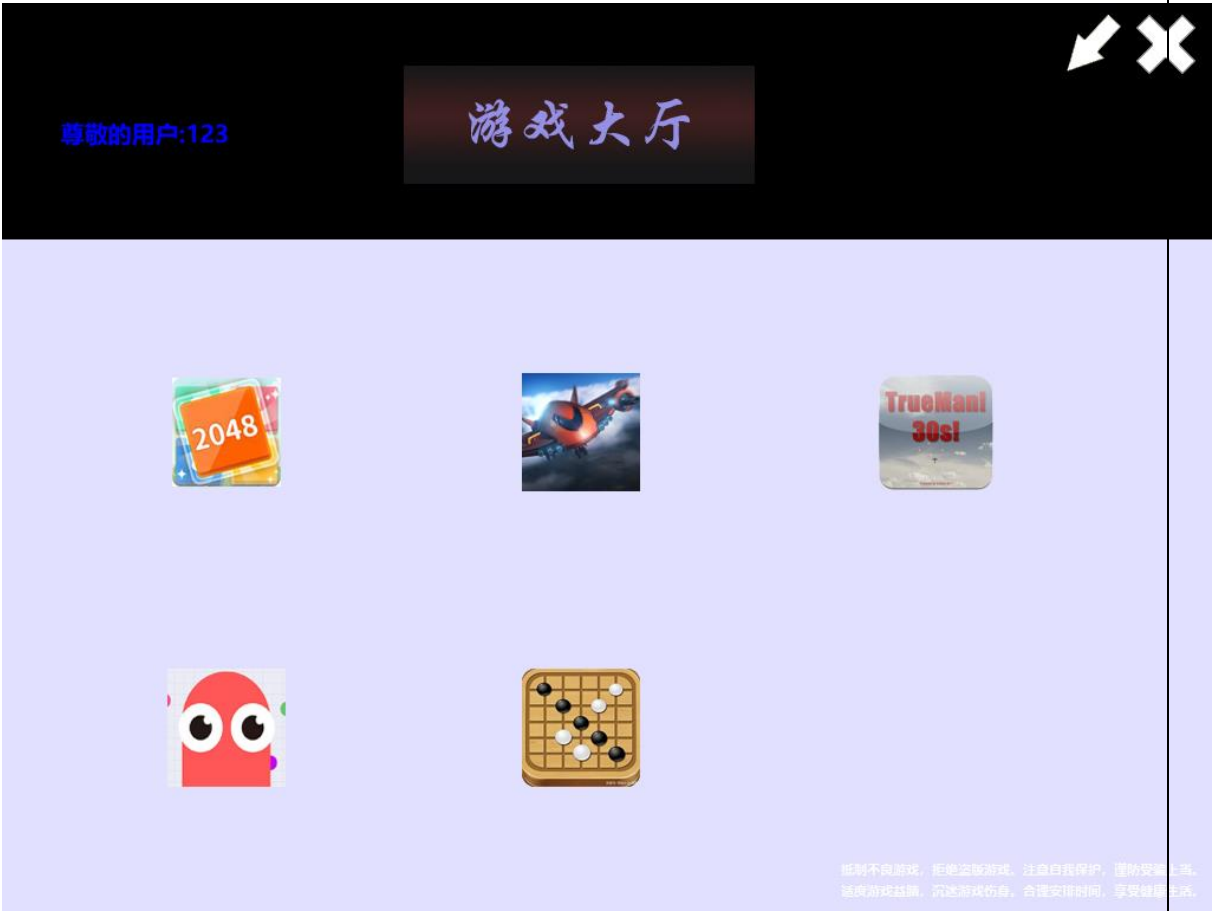 游戏大厅
尊敬的用户:123
2048
TrueMan!
30s!
抵制不良游戏，拒绝盗版游戏。注意自我保护，谨防受骗上当。
适度游戏益脑，沉迷游戏伤身。合理安排时间，享受健康生活。